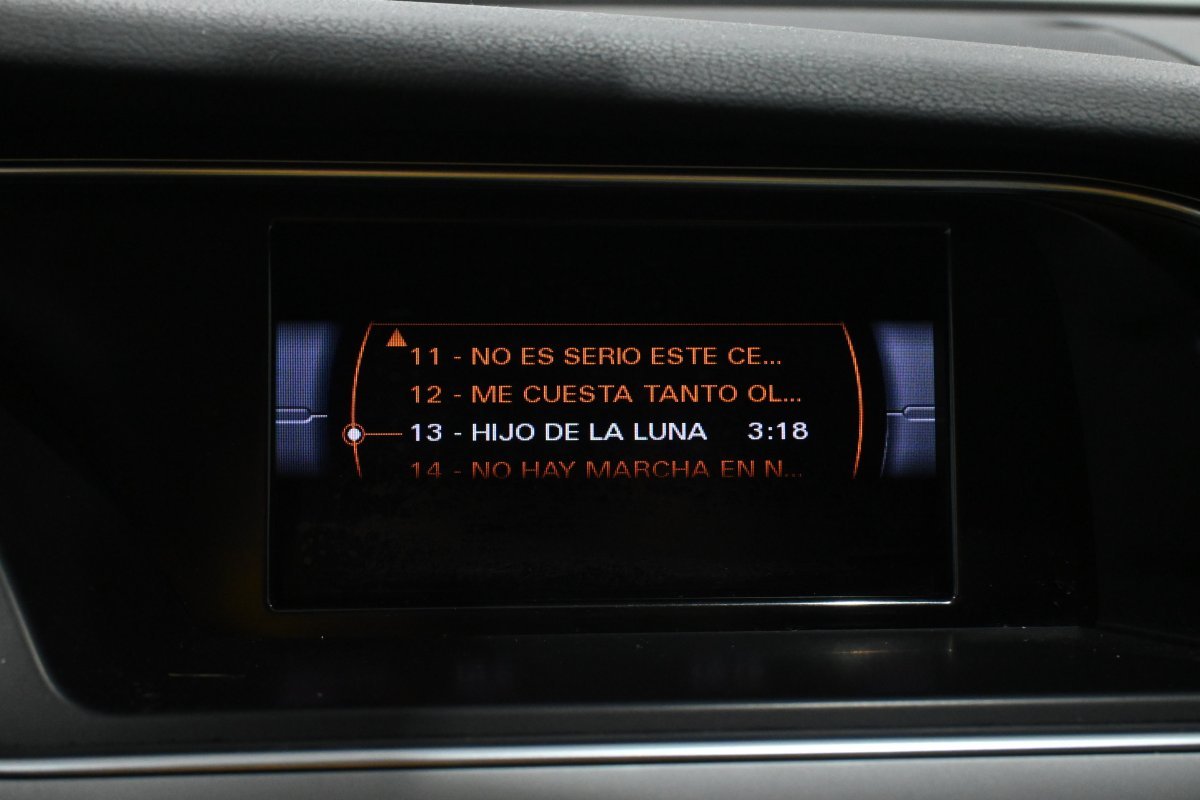 11 - NO ES SERIO ESTE CE...
12 - ME CUESTA TANTO OL...
13 - HIJO DE LA LUNA 3:18
14 - NO HAY MARCHA EN N...